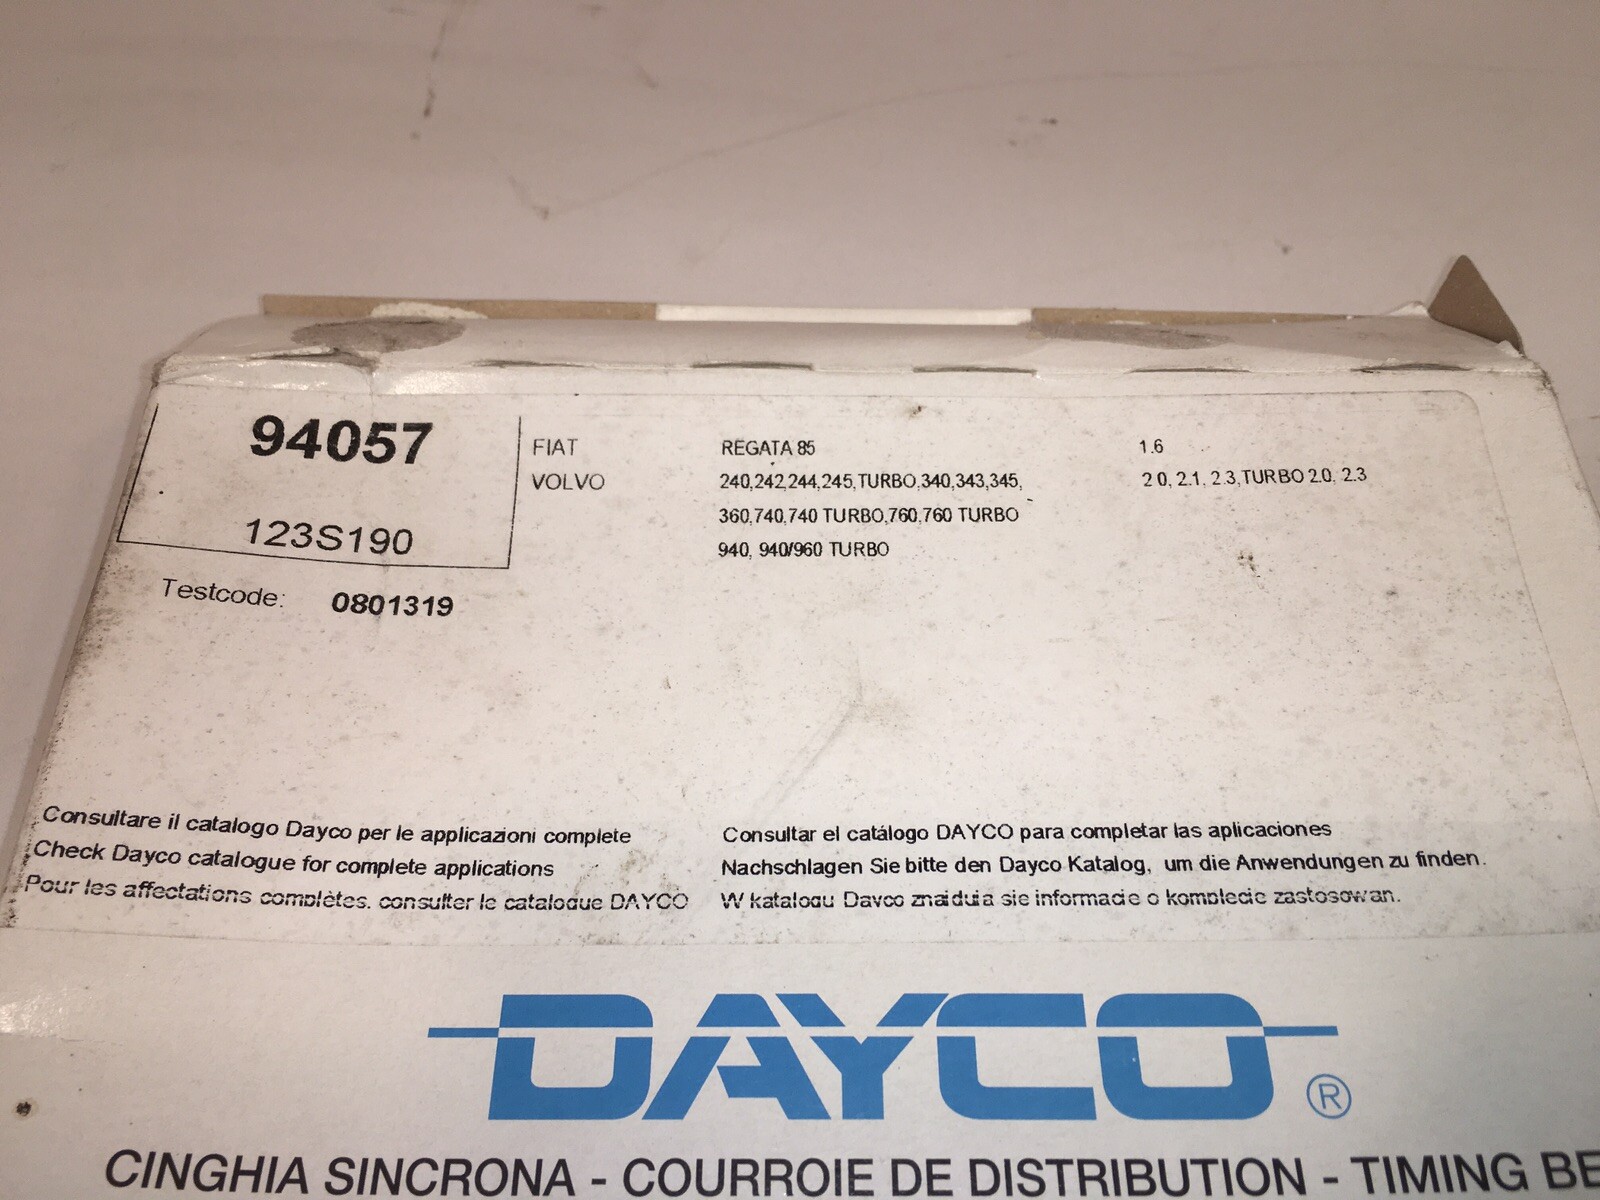 94057
123S190
Testcode: 0801319
FIAT REGATA 85 1.6
VOLVO 240,242,244,245,TURBO,340,343,345, 2.0, 2.1, 2.3,TURBO 2.0, 2.3
360,740,740 TURBO,760,760 TURBO
940, 940/960 TURBO
Consultare il catalogo Dayco per le applicazioni complete
Check Dayco catalogue for complete applications
Pour les affectations complètes. consulter le catalogue DAYCO
Consultar el catálogo DAYCO para completar las aplicaciones
Nachschlagen Sie bitte den Dayco Katalog, um die Anwendungen zu finden.
W katalogu Dayco znajduja sie informacje o komplecie zastosowan.
DAYCO®
CINGHIA SINCRONA - COURROIE DE DISTRIBUTION - TIMING BE